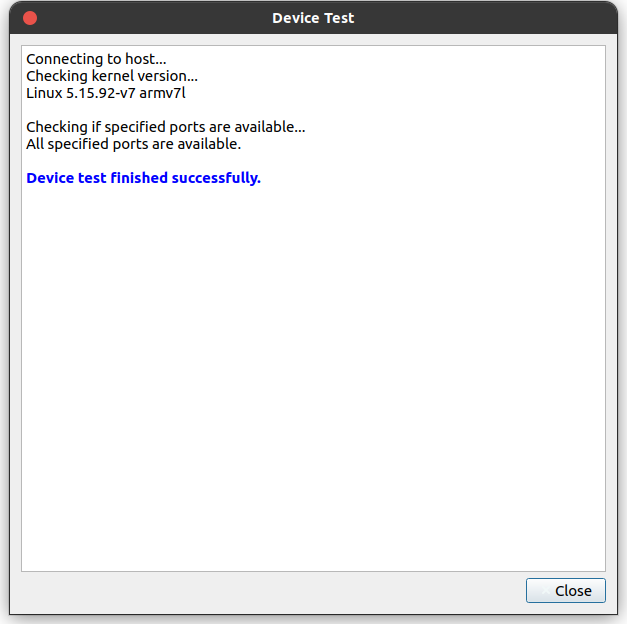 Device Test
Connecting to host...
Checking kernel version...
Linux 5.15.92-v7 armv7l
Checking if specified ports are available...
All specified ports are available.
Device test finished successfully.
Close